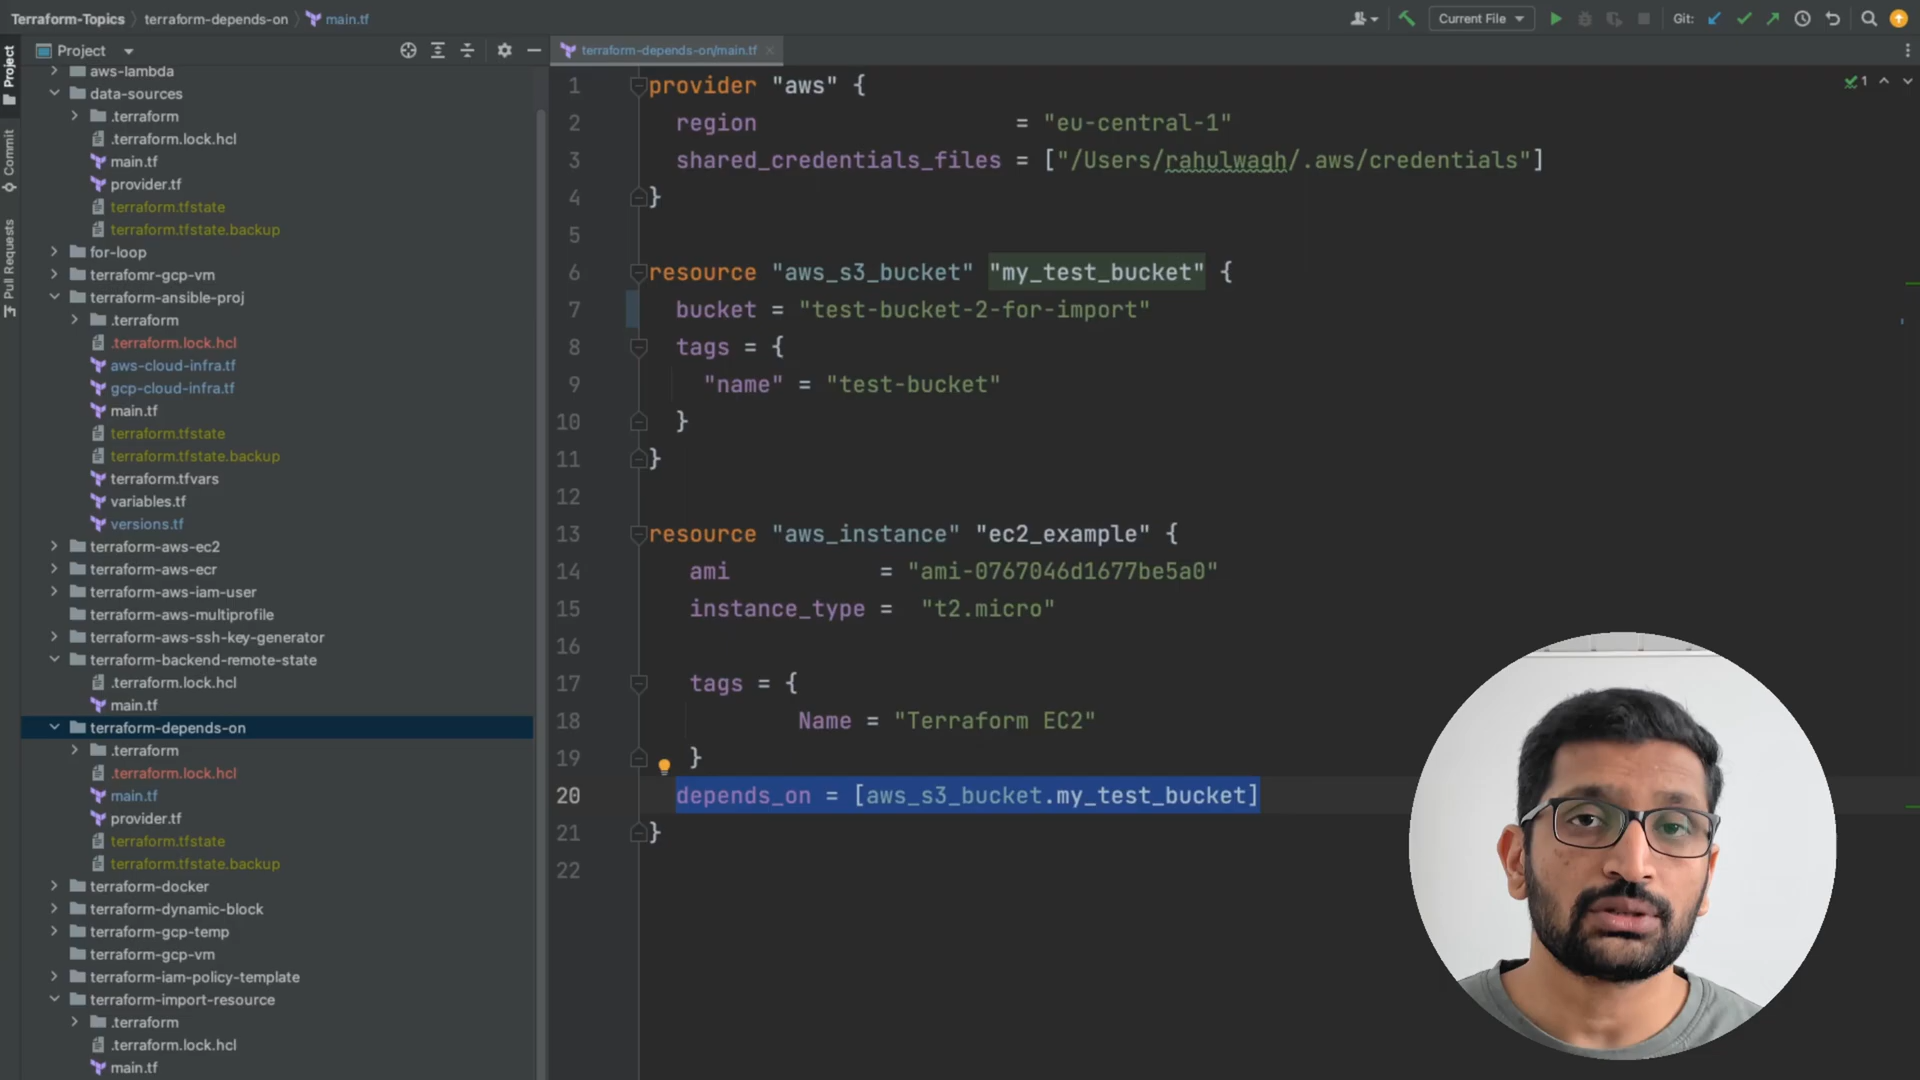 Terraform-Topics terraform-depends-on main.tf
Current File
Git:
Project
terraform-depends-on/main.tf
Project
Commit
Pull Requests
aws-lambda
data-sources
.terraform
.terraform.lock.hcl
main.tf
provider.tf
terraform.tfstate
terraform.tfstate.backup
for-loop
terrafomr-gcp-vm
terraform-ansible-proj
.terraform
.terraform.lock.hcl
aws-cloud-infra.tf
gcp-cloud-infra.tf
main.tf
terraform.tfstate
terraform.tfstate.backup
terraform.tfvars
variables.tf
versions.tf
terraform-aws-ec2
terraform-aws-ecr
terraform-aws-iam-user
terraform-aws-multiprofile
terraform-aws-ssh-key-generator
terraform-backend-remote-state
.terraform.lock.hcl
main.tf
terraform-depends-on
.terraform
.terraform.lock.hcl
main.tf
provider.tf
terraform.tfstate
terraform.tfstate.backup
terraform-docker
terraform-dynamic-block
terraform-gcp-temp
terraform-gcp-vm
terraform-iam-policy-template
terraform-import-resource
.terraform
.terraform.lock.hcl
main.tf
1 provider "aws" {
2 region = "eu-central-1"
3 shared_credentials_files = ["/Users/rahulwagh/.aws/credentials"]
4 }
5
6 resource "aws_s3_bucket" "my_test_bucket" {
7 bucket = "test-bucket-2-for-import"
8 tags = {
9 "name" = "test-bucket"
10 }
11 }
12
13 resource "aws_instance" "ec2_example" {
14 ami = "ami-0767046d1677be5a0"
15 instance_type = "t2.micro"
16
17 tags = {
18 Name = "Terraform EC2"
19 }
20 depends_on = [aws_s3_bucket.my_test_bucket]
21 }
22
1